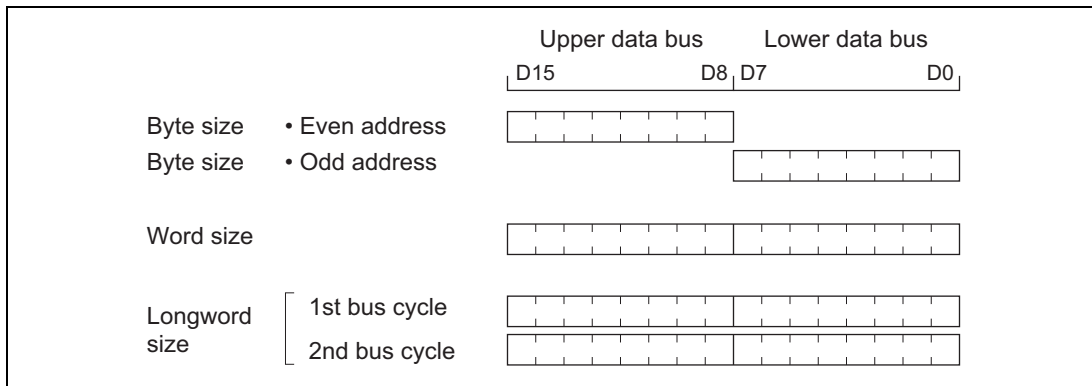 Upper data bus Lower data bus
D15 D8 D7 D0
Byte size • Even address
Byte size • Odd address
Word size
Longword size
1st bus cycle
2nd bus cycle